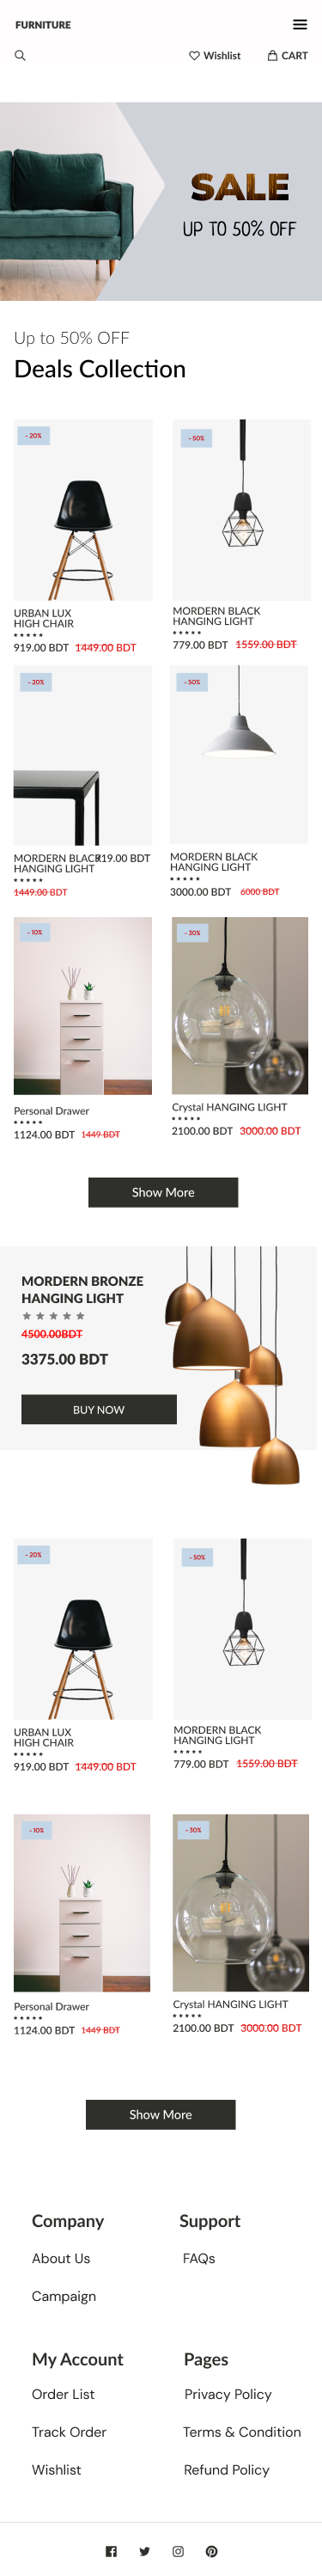 FURNITURE
Wishlist CART
SALE
UP TO 50% OFF
Up to 50% OFF
Deals Collection
- 20%
- 50%
URBAN LUX
HIGH CHAIR
919.00 BDT 1449.00 BDT
MORDERN BLACK
HANGING LIGHT
779.00 BDT 1559.00 BDT
- 20%
- 50%
MORDERN BLACK 919.00 BDT
HANGING LIGHT
1449.00 BDT
MORDERN BLACK
HANGING LIGHT
3000.00 BDT 6000 BDT
- 10%
- 30%
Personal Drawer
1124.00 BDT 1449 BDT
Crystal HANGING LIGHT
2100.00 BDT 3000.00 BDT
Show More
MORDERN BRONZE
HANGING LIGHT
4500.00BDT
3375.00 BDT
BUY NOW
- 20%
- 50%
URBAN LUX
HIGH CHAIR
919.00 BDT 1449.00 BDT
MORDERN BLACK
HANGING LIGHT
779.00 BDT 1559.00 BDT
- 10%
- 30%
Personal Drawer
1124.00 BDT 1449 BDT
Crystal HANGING LIGHT
2100.00 BDT 3000.00 BDT
Show More
Company
About Us
Campaign
Support
FAQs
My Account
Order List
Track Order
Wishlist
Pages
Privacy Policy
Terms & Condition
Refund Policy